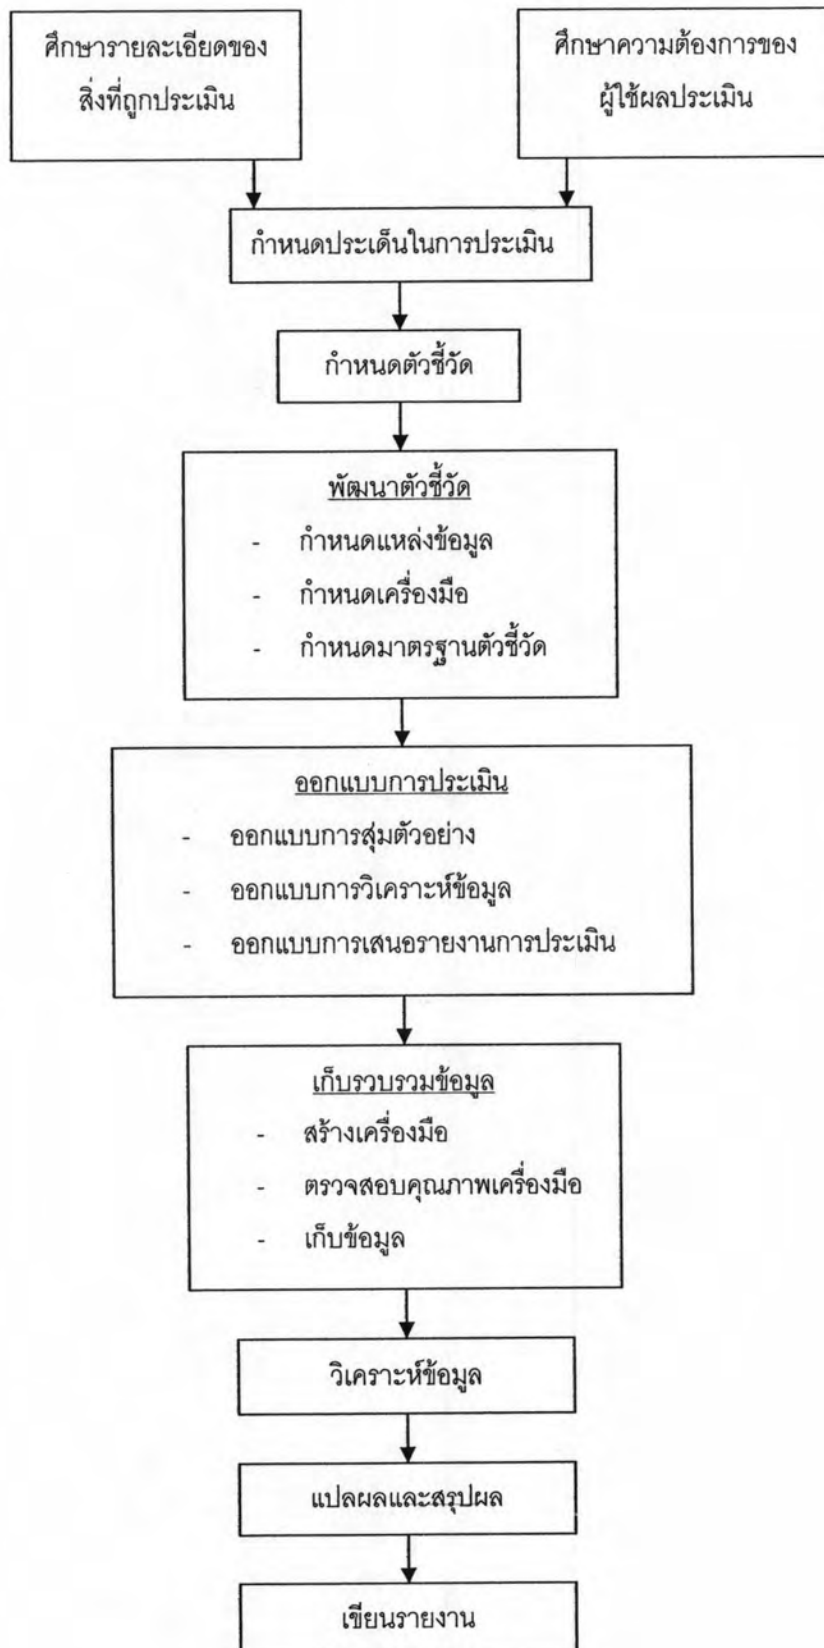 ศึกษารายละเอียดของ
สิ่งที่ถูกประเมิน
ศึกษาความต้องการของ
ผู้ใช้ผลประเมิน
กำหนดประเด็นในการประเมิน
กำหนดตัวชี้วัด
พัฒนาตัวชี้วัด
- กำหนดแหล่งข้อมูล
- กำหนดเครื่องมือ
- กำหนดมาตรฐานตัวชี้วัด
ออกแบบการประเมิน
- ออกแบบการสุ่มตัวอย่าง
- ออกแบบการวิเคราะห์ข้อมูล
- ออกแบบการเสนอรายงานการประเมิน
เก็บรวบรวมข้อมูล
- สร้างเครื่องมือ
- ตรวจสอบคุณภาพเครื่องมือ
- เก็บข้อมูล
วิเคราะห์ข้อมูล
แปลผลและสรุปผล
เขียนรายงาน